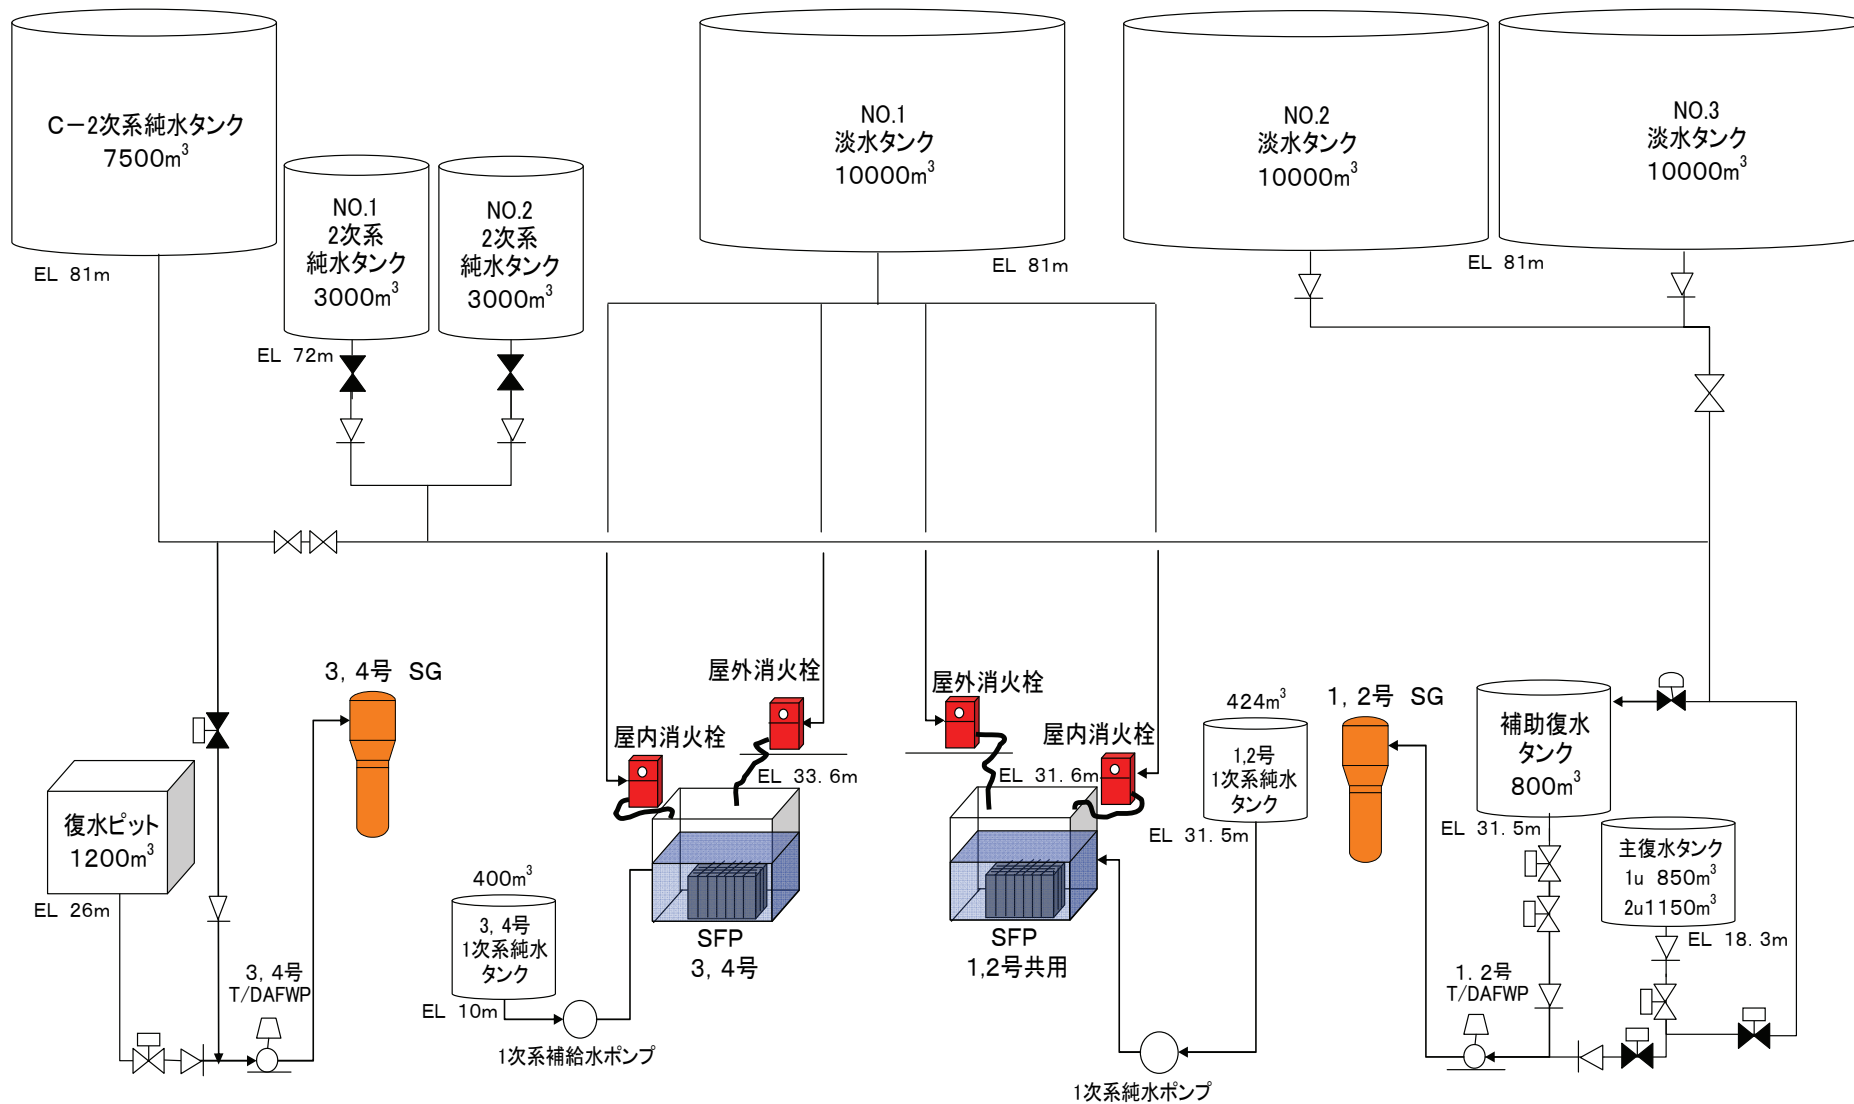 C－2次系純水タンク
7500m³
EL 81m
NO.1
2次系
純水タンク
3000m³
EL 72m
NO.2
2次系
純水タンク
3000m³
NO.1
淡水タンク
10000m³
EL 81m
NO.2
淡水タンク
10000m³
EL 81m
NO.3
淡水タンク
10000m³
3, 4号 SG
屋外消火栓
屋内消火栓
EL 33. 6m
屋外消火栓
EL 31. 6m
屋内消火栓
424m³
1,2号
1次系純水
タンク
EL 31. 5m
1, 2号 SG
補助復水
タンク
800m³
EL 31. 5m
主復水タンク
1u 850m³
2u1150m³
EL 18. 3m
復水ピット
1200m³
EL 26m
3, 4号
T/DAFWP
400m³
3, 4号
1次系純水
タンク
EL 10m
1次系補給水ポンプ
SFP
3, 4号
SFP
1,2号共用
1次系純水ポンプ
1. 2号
T/DAFWP